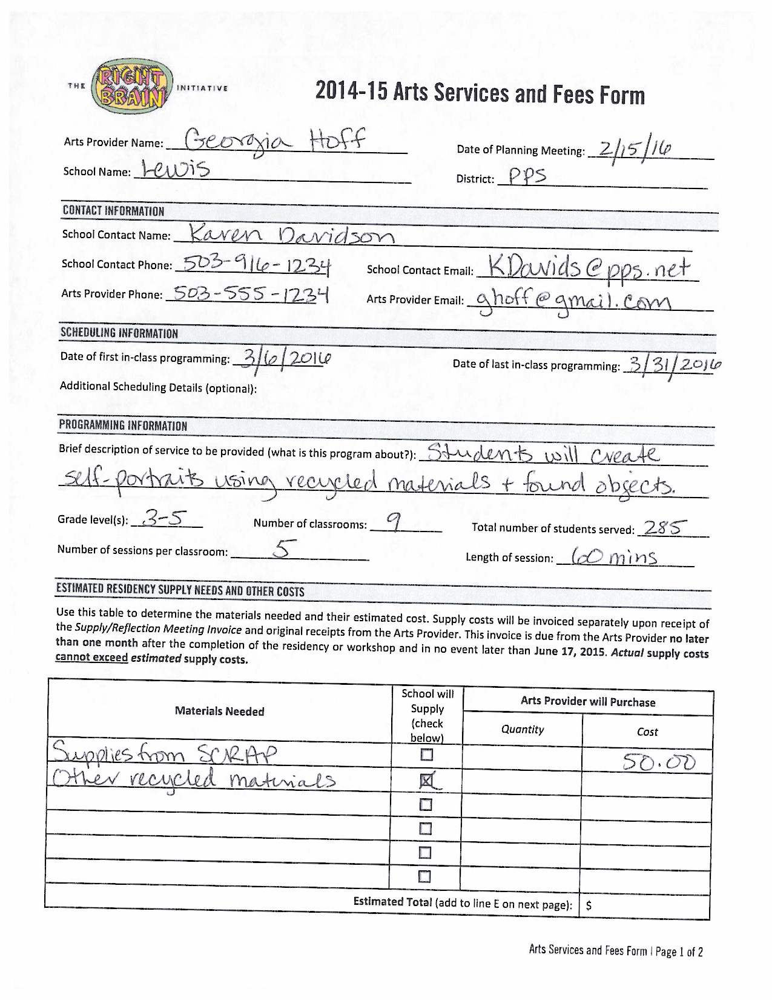 THE RIGHT BRAIN INITIATIVE
2014-15 Arts Services and Fees Form
Arts Provider Name: Georgia Hoff
Date of Planning Meeting: 2/15/16
School Name: Lewis
District: PPS
CONTACT INFORMATION
School Contact Name: Karen Davidson
School Contact Phone: 503-916-1234
School Contact Email: KDavids@pps.net
Arts Provider Phone: 503-555-1234
Arts Provider Email: ghoff@gmail.com
SCHEDULING INFORMATION
Date of first in-class programming: 3/6/2016
Date of last in-class programming: 3/31/2016
Additional Scheduling Details (optional):
PROGRAMMING INFORMATION
Brief description of service to be provided (what is this program about?): Students will create
self-portraits using recycled materials + found objects.
Grade level(s): 3-5 Number of classrooms: 9 Total number of students served: 285
Number of sessions per classroom: 5 Length of session: 60 mins
ESTIMATED RESIDENCY SUPPLY NEEDS AND OTHER COSTS
Use this table to determine the materials needed and their estimated cost. Supply costs will be invoiced separately upon receipt of
the Supply/Reflection Meeting Invoice and original receipts from the Arts Provider. This invoice is due from the Arts Provider no later
than one month after the completion of the residency or workshop and in no event later than June 17, 2015. Actual supply costs
cannot exceed estimated supply costs.
Materials Needed
School will
Supply
(check
below)
Arts Provider will Purchase
Quantity
Cost
Supplies from SCRAP ☐ 50.00
Other recycled materials ☒
☐
☐
☐
☐
Estimated Total (add to line E on next page): $
Arts Services and Fees Form | Page 1 of 2